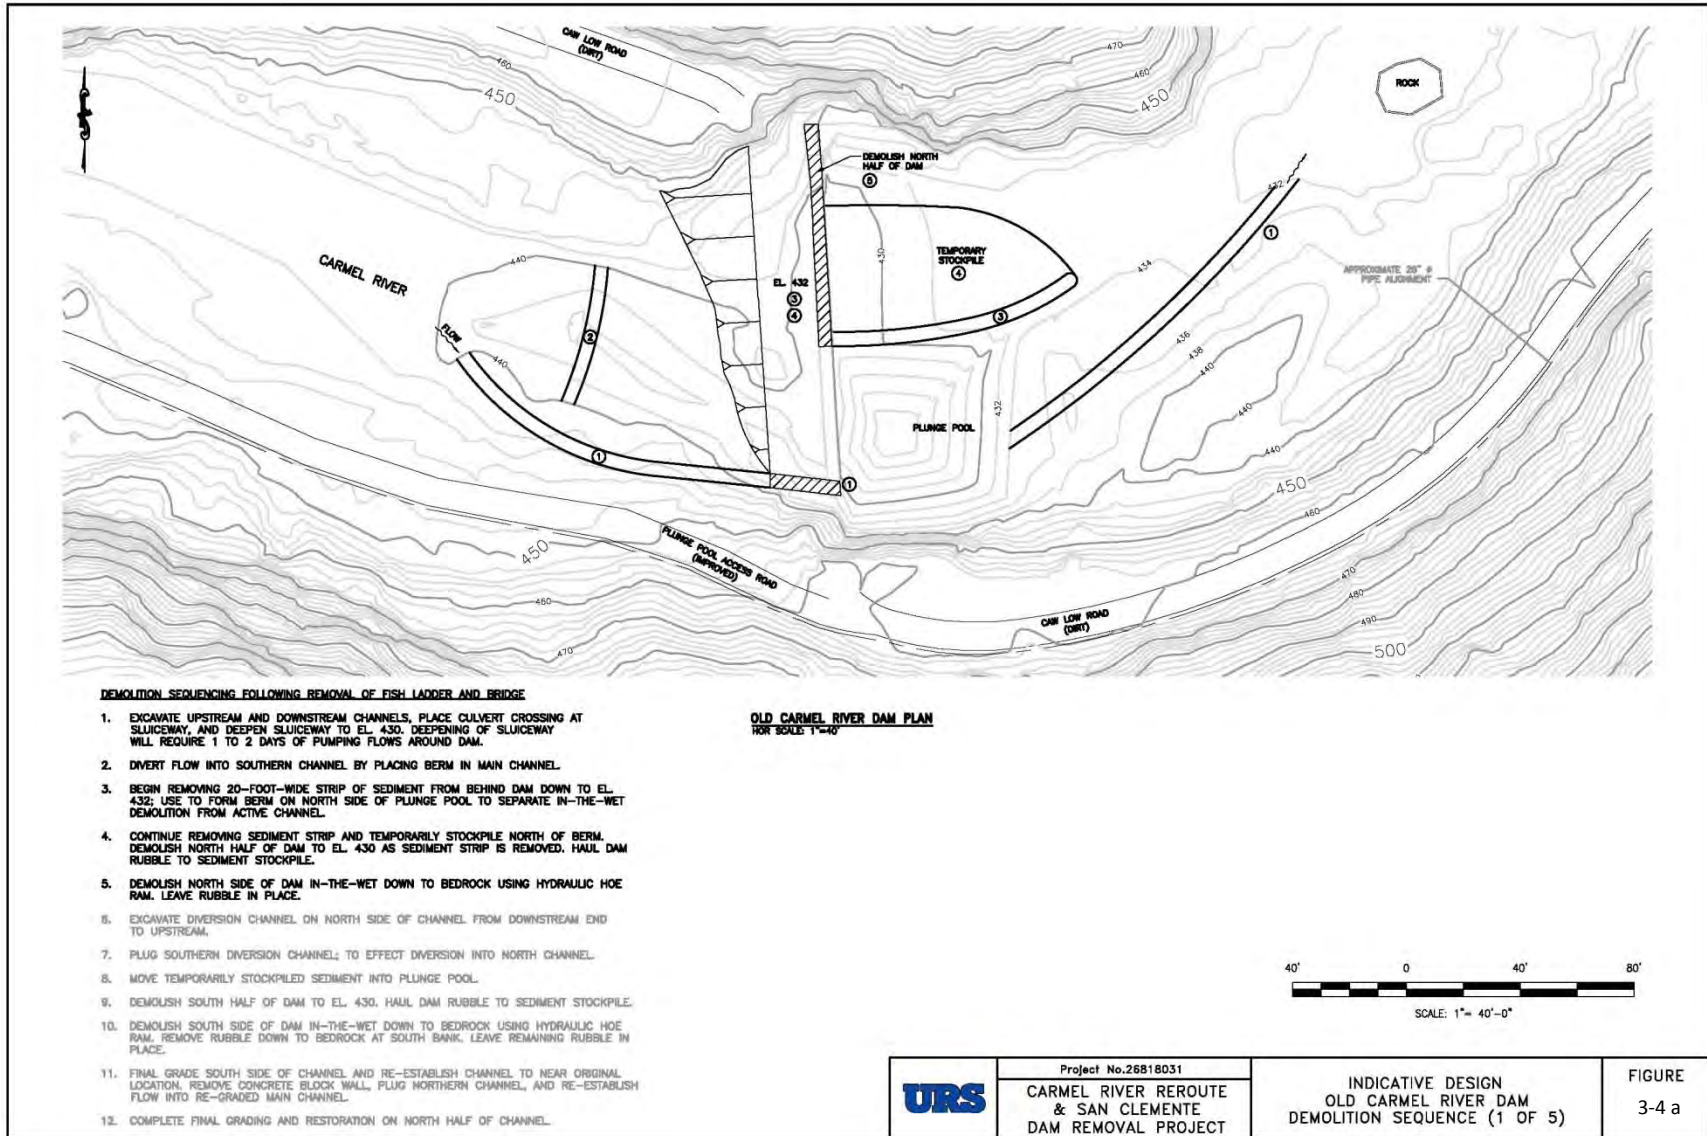 CAW LOW ROAD
(DIRT)
460
450
470
460
450
ROCK
DEMOLISH NORTH
HALF OF DAM
5
432
1
CARMEL RIVER
440
430
TEMPORARY
STOCKPILE
4
434
APPROXIMATE 28" ø
PIPE ALIGNMENT
EL. 432
3
4
FLOW
2
3
440
436
438
440
440
432
PLUNGE POOL
1
1
440
450
460
450
PLUNGE POOL ACCESS ROAD
(IMPROVED)
460
470
CAW LOW ROAD
(DIRT)
470
480
490
500
DEMOLITION SEQUENCING FOLLOWING REMOVAL OF FISH LADDER AND BRIDGE
1. EXCAVATE UPSTREAM AND DOWNSTREAM CHANNELS, PLACE CULVERT CROSSING AT
SLUICEWAY, AND DEEPEN SLUICEWAY TO EL. 430. DEEPENING OF SLUICEWAY
WILL REQUIRE 1 TO 2 DAYS OF PUMPING FLOWS AROUND DAM.
2. DIVERT FLOW INTO SOUTHERN CHANNEL BY PLACING BERM IN MAIN CHANNEL.
3. BEGIN REMOVING 20-FOOT-WIDE STRIP OF SEDIMENT FROM BEHIND DAM DOWN TO EL.
432; USE TO FORM BERM ON NORTH SIDE OF PLUNGE POOL TO SEPARATE IN-THE-WET
DEMOLITION FROM ACTIVE CHANNEL.
4. CONTINUE REMOVING SEDIMENT STRIP AND TEMPORARILY STOCKPILE NORTH OF BERM.
DEMOLISH NORTH HALF OF DAM TO EL. 430 AS SEDIMENT STRIP IS REMOVED. HAUL DAM
RUBBLE TO SEDIMENT STOCKPILE.
5. DEMOLISH NORTH SIDE OF DAM IN-THE-WET DOWN TO BEDROCK USING HYDRAULIC HOE
RAM. LEAVE RUBBLE IN PLACE.
6. EXCAVATE DIVERSION CHANNEL ON NORTH SIDE OF CHANNEL FROM DOWNSTREAM END
TO UPSTREAM.
7. PLUG SOUTHERN DIVERSION CHANNEL; TO EFFECT DIVERSION INTO NORTH CHANNEL.
8. MOVE TEMPORARILY STOCKPILED SEDIMENT INTO PLUNGE POOL.
9. DEMOLISH SOUTH HALF OF DAM TO EL. 430. HAUL DAM RUBBLE TO SEDIMENT STOCKPILE.
10. DEMOLISH SOUTH SIDE OF DAM IN-THE-WET DOWN TO BEDROCK USING HYDRAULIC HOE
RAM. REMOVE RUBBLE DOWN TO BEDROCK AT SOUTH BANK. LEAVE REMAINING RUBBLE IN
PLACE.
11. FINAL GRADE SOUTH SIDE OF CHANNEL AND RE-ESTABLISH CHANNEL TO NEAR ORIGINAL
LOCATION. REMOVE CONCRETE BLOCK WALL, PLUG NORTHERN CHANNEL, AND RE-ESTABLISH
FLOW INTO RE-GRADED MAIN CHANNEL.
12. COMPLETE FINAL GRADING AND RESTORATION ON NORTH HALF OF CHANNEL.
OLD CARMEL RIVER DAM PLAN
HOR SCALE: 1"=40'
40' 0 40' 80'
SCALE: 1"= 40'-0"
URS
Project No.26818031
CARMEL RIVER REROUTE
& SAN CLEMENTE
DAM REMOVAL PROJECT
INDICATIVE DESIGN
OLD CARMEL RIVER DAM
DEMOLITION SEQUENCE (1 OF 5)
FIGURE
3-4 a